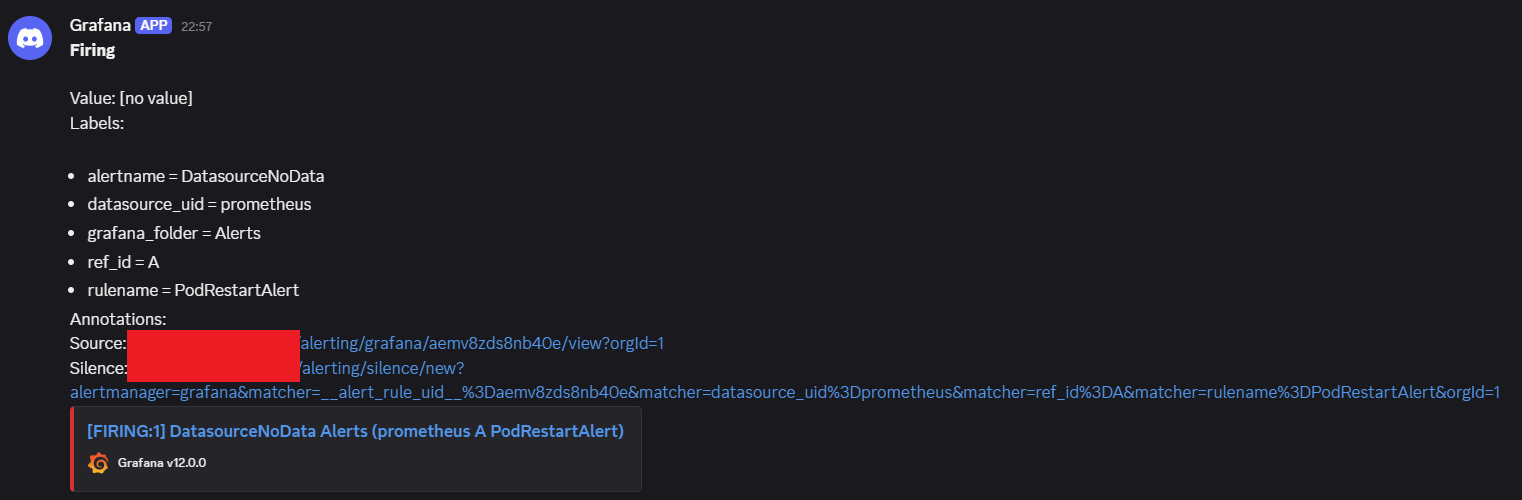 Grafana APP 22:57
Firing
Value: [no value]
Labels:
• alertname = DatasourceNoData
• datasource_uid = prometheus
• grafana_folder = Alerts
• ref_id = A
• rulename = PodRestartAlert
Annotations:
Source: /alerting/grafana/aemv8zds8nb40e/view?orgId=1
Silence: /alerting/silence/new?
alertmanager=grafana&matcher=__alert_rule_uid__%3Daemv8zds8nb40e&matcher=datasource_uid%3Dprometheus&matcher=ref_id%3DA&matcher=rulename%3DPodRestartAlert&orgId=1
[FIRING:1] DatasourceNoData Alerts (prometheus A PodRestartAlert)
Grafana v12.0.0